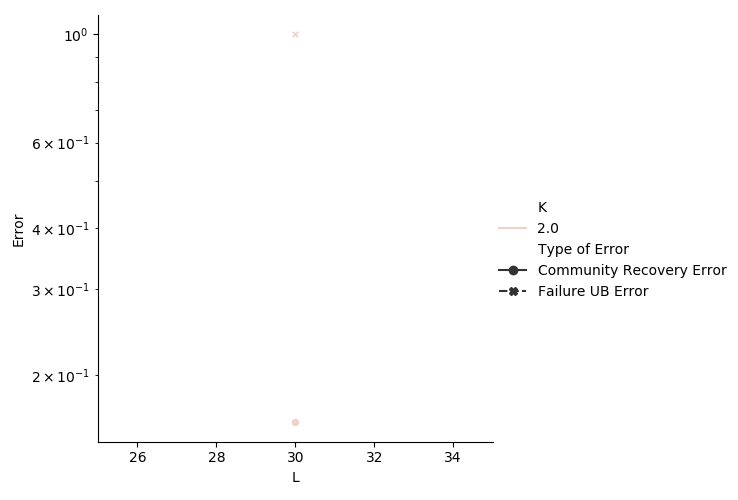 10⁰
6 × 10⁻¹
4 × 10⁻¹
3 × 10⁻¹
2 × 10⁻¹
Error
26 28 30 32 34
L
K
2.0
Type of Error
Community Recovery Error
Failure UB Error